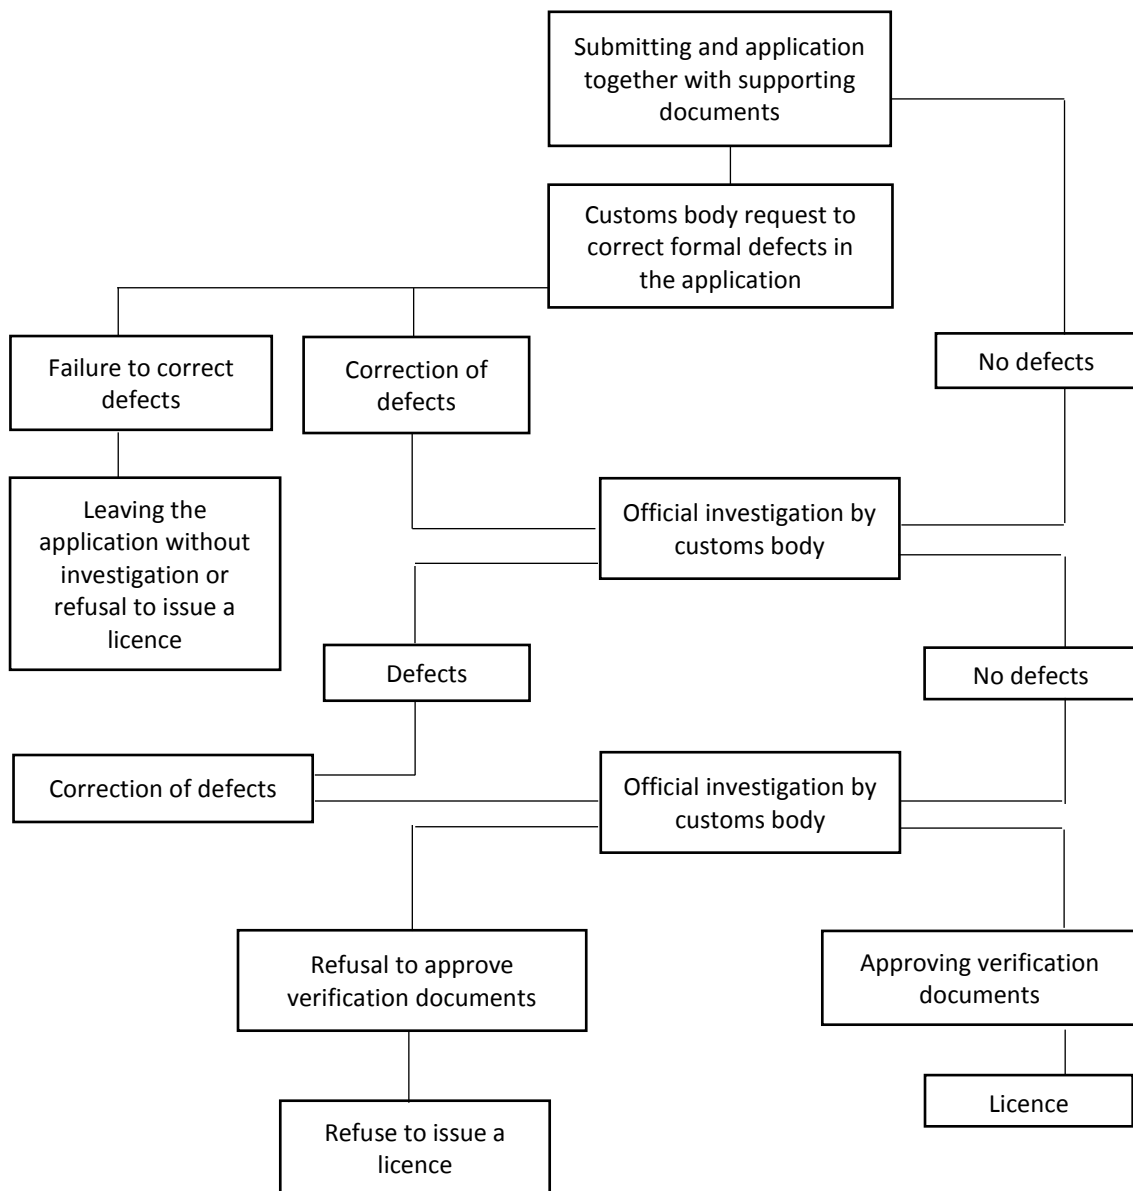 Submitting and application
together with supporting
documents
Customs body request to
correct formal defects in
the application
Failure to correct
defects
Correction of
defects
No defects
Leaving the
application without
investigation or
refusal to issue a
licence
Official investigation by
customs body
Defects
No defects
Correction of defects
Official investigation by
customs body
Refusal to approve
verification documents
Approving verification
documents
Refuse to issue a
licence
Licence